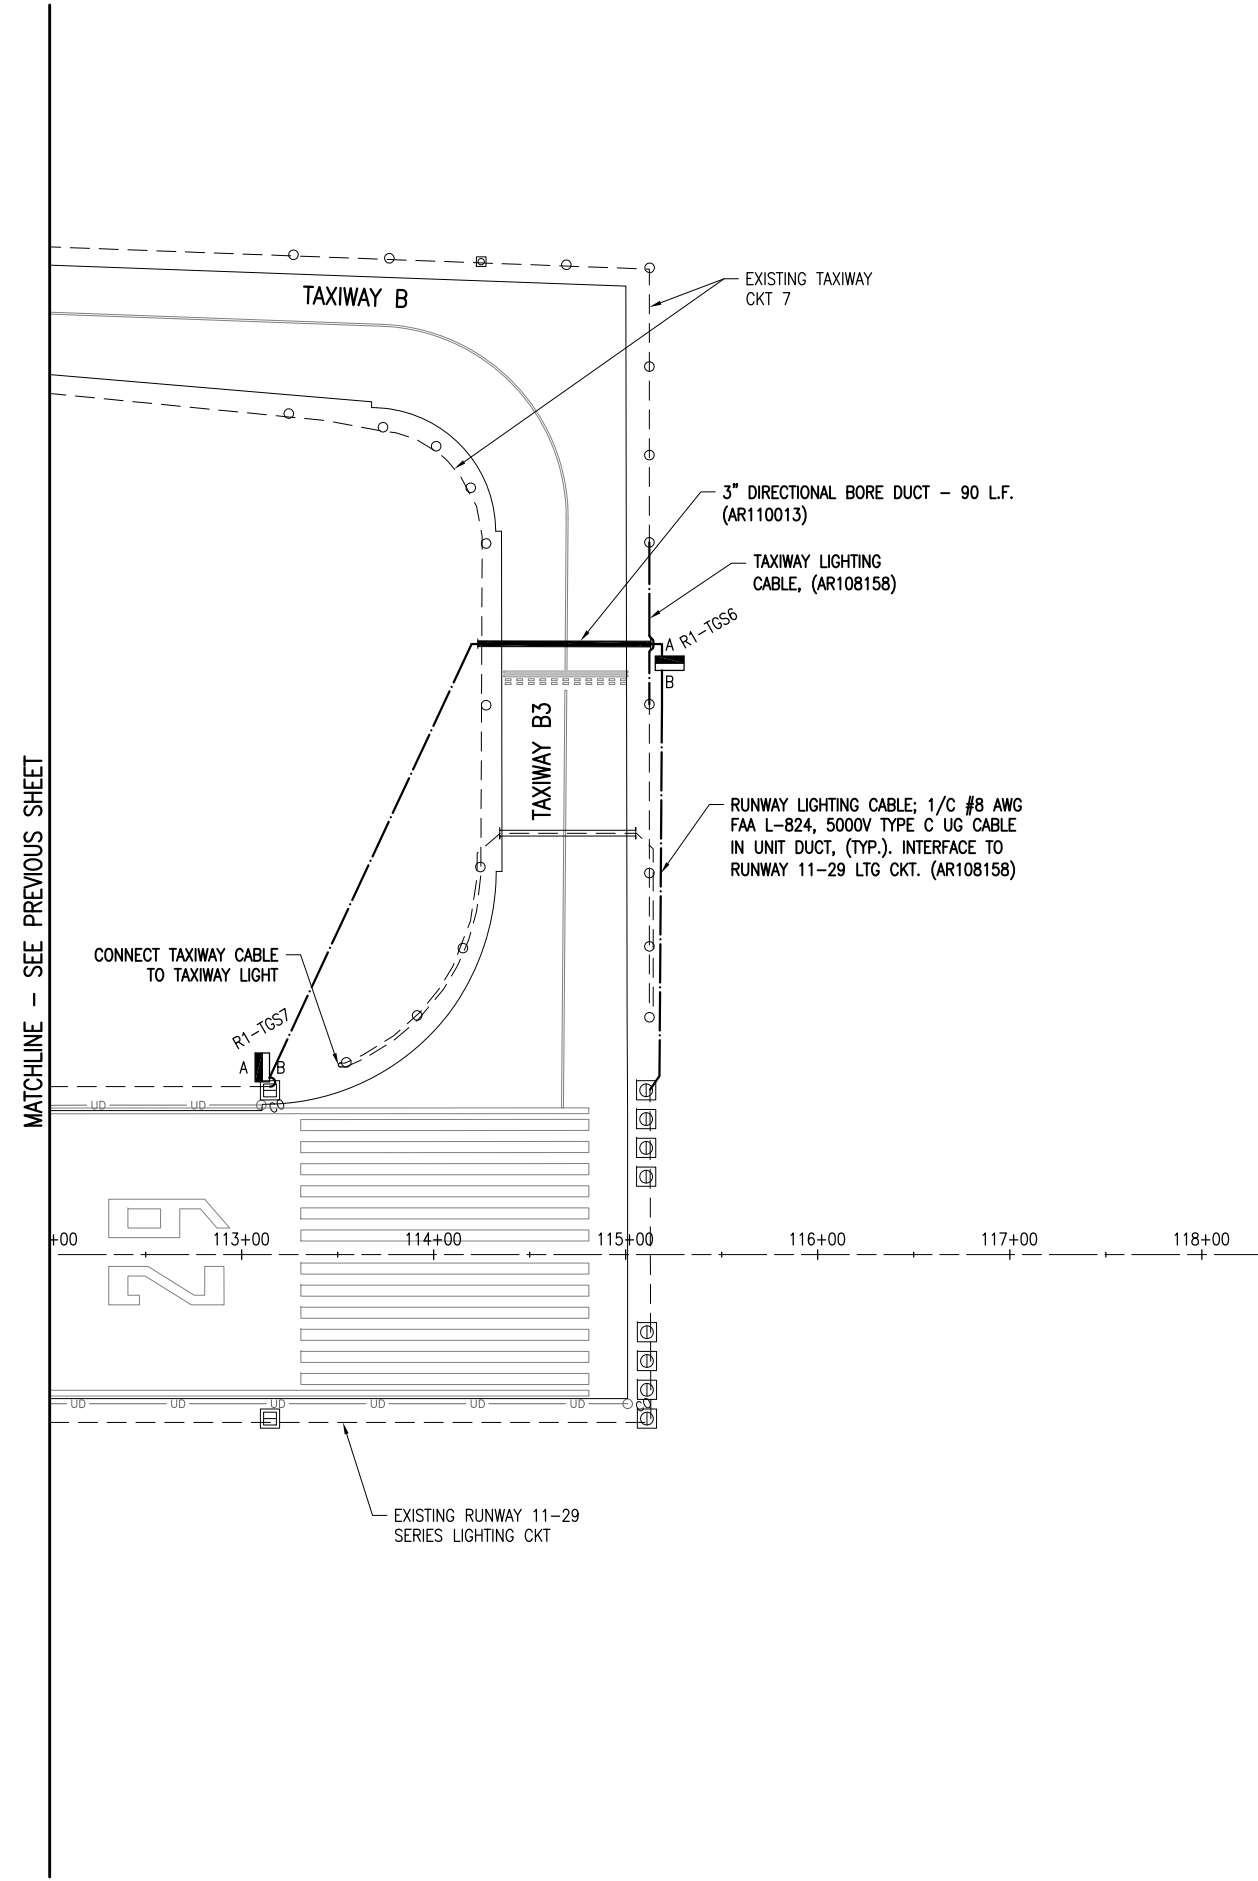 TAXIWAY B
EXISTING TAXIWAY
CKT 7
3" DIRECTIONAL BORE DUCT - 90 L.F.
(AR110013)
TAXIWAY LIGHTING
CABLE, (AR108158)
A R1-TGS6
B
TAXIWAY B3
MATCHLINE - SEE PREVIOUS SHEET
RUNWAY LIGHTING CABLE; 1/C #8 AWG
FAA L-824, 5000V TYPE C UG CABLE
IN UNIT DUCT, (TYP.). INTERFACE TO
RUNWAY 11-29 LTG CKT. (AR108158)
CONNECT TAXIWAY CABLE
TO TAXIWAY LIGHT
R1-TGS7
A B
UD UD CO
29
+00 113+00 114+00 115+00 116+00 117+00 118+00
UD UD UD UD UD UD CO
EXISTING RUNWAY 11-29
SERIES LIGHTING CKT